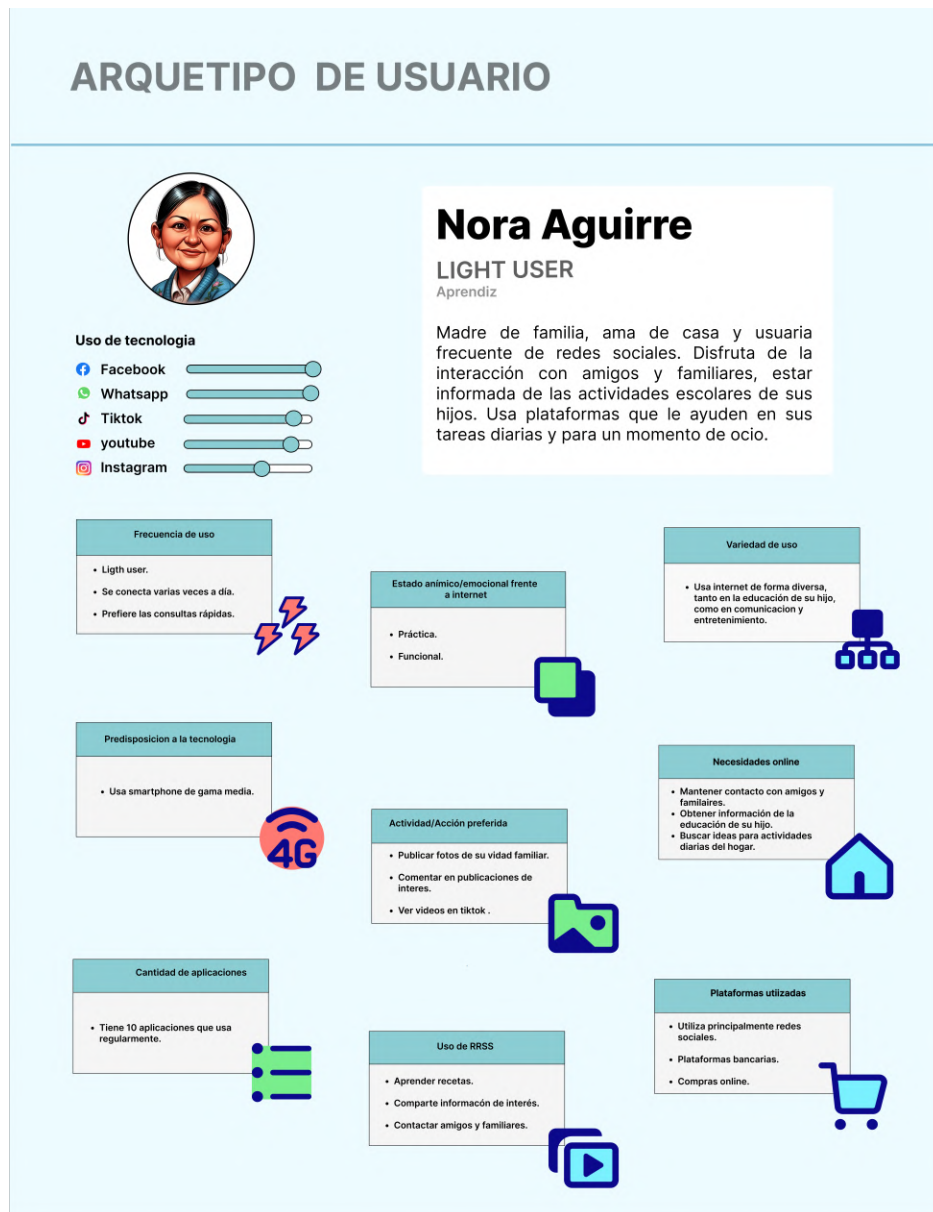 ARQUETIPO DE USUARIO
Nora Aguirre
LIGHT USER
Aprendiz
Madre de familia, ama de casa y usuaria
frecuente de redes sociales. Disfruta de la
interacción con amigos y familiares, estar
informada de las actividades escolares de sus
hijos. Usa plataformas que le ayuden en sus
tareas diarias y para un momento de ocio.
Uso de tecnologia
Facebook
Whatsapp
Tiktok
youtube
Instagram
Frecuencia de uso
• Ligth user.
• Se conecta varias veces a día.
• Prefiere las consultas rápidas.
Estado anímico/emocional frente
a internet
• Práctica.
• Funcional.
Variedad de uso
• Usa internet de forma diversa,
tanto en la educación de su hijo,
como en comunicacion y
entretenimiento.
Predisposicion a la tecnologia
• Usa smartphone de gama media.
4G
Actividad/Acción preferida
• Publicar fotos de su vidad familiar.
• Comentar en publicaciones de
interes.
• Ver videos en tiktok .
Necesidades online
• Mantener contacto con amigos y
familaires.
• Obtener información de la
educación de su hijo.
• Buscar ideas para actividades
diarias del hogar.
Cantidad de aplicaciones
• Tiene 10 aplicaciones que usa
regularmente.
Uso de RRSS
• Aprender recetas.
• Comparte informacón de interés.
• Contactar amigos y familiares.
Plataformas utiizadas
• Utiliza principalmente redes
sociales.
• Plataformas bancarias.
• Compras online.